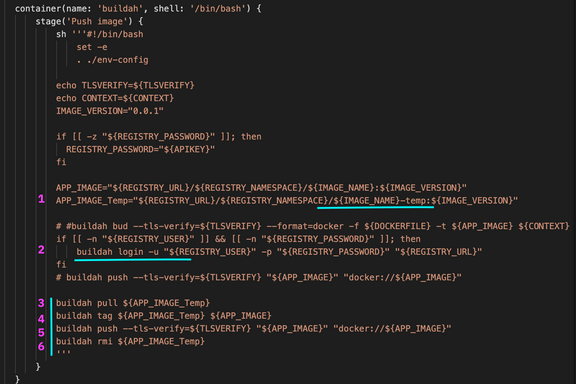 container(name: 'buildah', shell: '/bin/bash') {
stage('Push image') {
sh '''#!/bin/bash
set -e
. ./env-config
echo TLSVERIFY=${TLSVERIFY}
echo CONTEXT=${CONTEXT}
IMAGE_VERSION="0.0.1"
if [[ -z "${REGISTRY_PASSWORD}" ]]; then
REGISTRY_PASSWORD="${APIKEY}"
fi
APP_IMAGE="${REGISTRY_URL}/${REGISTRY_NAMESPACE}/${IMAGE_NAME}:${IMAGE_VERSION}"
1 APP_IMAGE_Temp="${REGISTRY_URL}/${REGISTRY_NAMESPACE}/${IMAGE_NAME}-temp:${IMAGE_VERSION}"
# #buildah bud --tls-verify=${TLSVERIFY} --format=docker -f ${DOCKERFILE} -t ${APP_IMAGE} ${CONTEXT}
if [[ -n "${REGISTRY_USER}" ]] && [[ -n "${REGISTRY_PASSWORD}" ]]; then
2 buildah login -u "${REGISTRY_USER}" -p "${REGISTRY_PASSWORD}" "${REGISTRY_URL}"
fi
# buildah push --tls-verify=${TLSVERIFY} "${APP_IMAGE}" "docker://${APP_IMAGE}"
3 buildah pull ${APP_IMAGE_Temp}
4 buildah tag ${APP_IMAGE_Temp} ${APP_IMAGE}
5 buildah push --tls-verify=${TLSVERIFY} "${APP_IMAGE}" "docker://${APP_IMAGE}"
6 buildah rmi ${APP_IMAGE_Temp}
'''
}
}